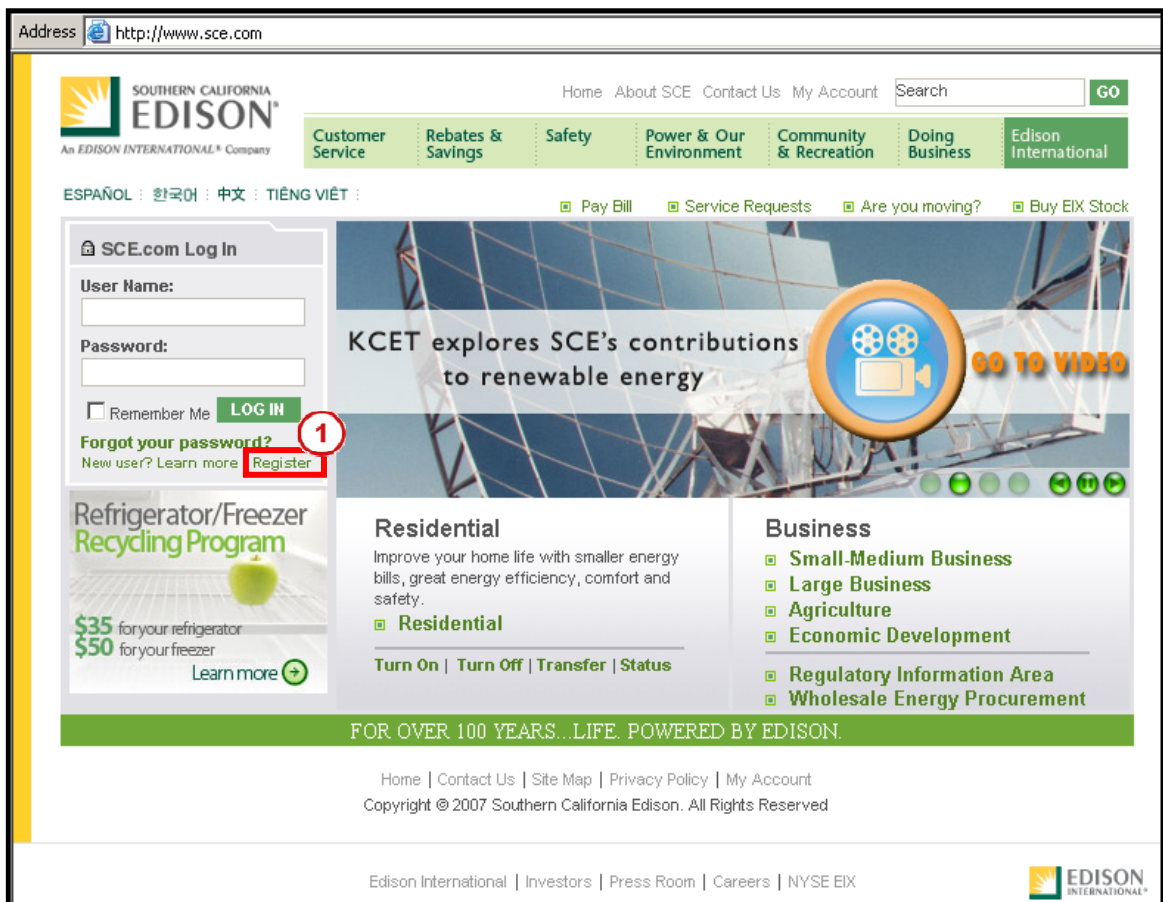 Address http://www.sce.com
SOUTHERN CALIFORNIA
EDISON®
An EDISON INTERNATIONAL® Company
Home About SCE Contact Us My Account Search GO
Customer Service
Rebates & Savings
Safety
Power & Our Environment
Community & Recreation
Doing Business
Edison International
ESPAÑOL 한국어 中文 TIÊNG VIÊT
Pay Bill Service Requests Are you moving? Buy EIX Stock
SCE.com Log In
User Name:
Password:
Remember Me LOG IN
1
Forgot your password?
New user? Learn more Register
KCET explores SCE's contributions
to renewable energy
GO TO VIDEO
Refrigerator/Freezer
Recycling Program
$35 for your refrigerator
$50 for your freezer
Learn more
Residential
Improve your home life with smaller energy
bills, great energy efficiency, comfort and
safety.
Residential
Turn On | Turn Off | Transfer | Status
Business
Small-Medium Business
Large Business
Agriculture
Economic Development
Regulatory Information Area
Wholesale Energy Procurement
FOR OVER 100 YEARS...LIFE. POWERED BY EDISON.
Home | Contact Us | Site Map | Privacy Policy | My Account
Copyright © 2007 Southern California Edison. All Rights Reserved
Edison International | Investors | Press Room | Careers | NYSE EIX
EDISON
INTERNATIONAL®